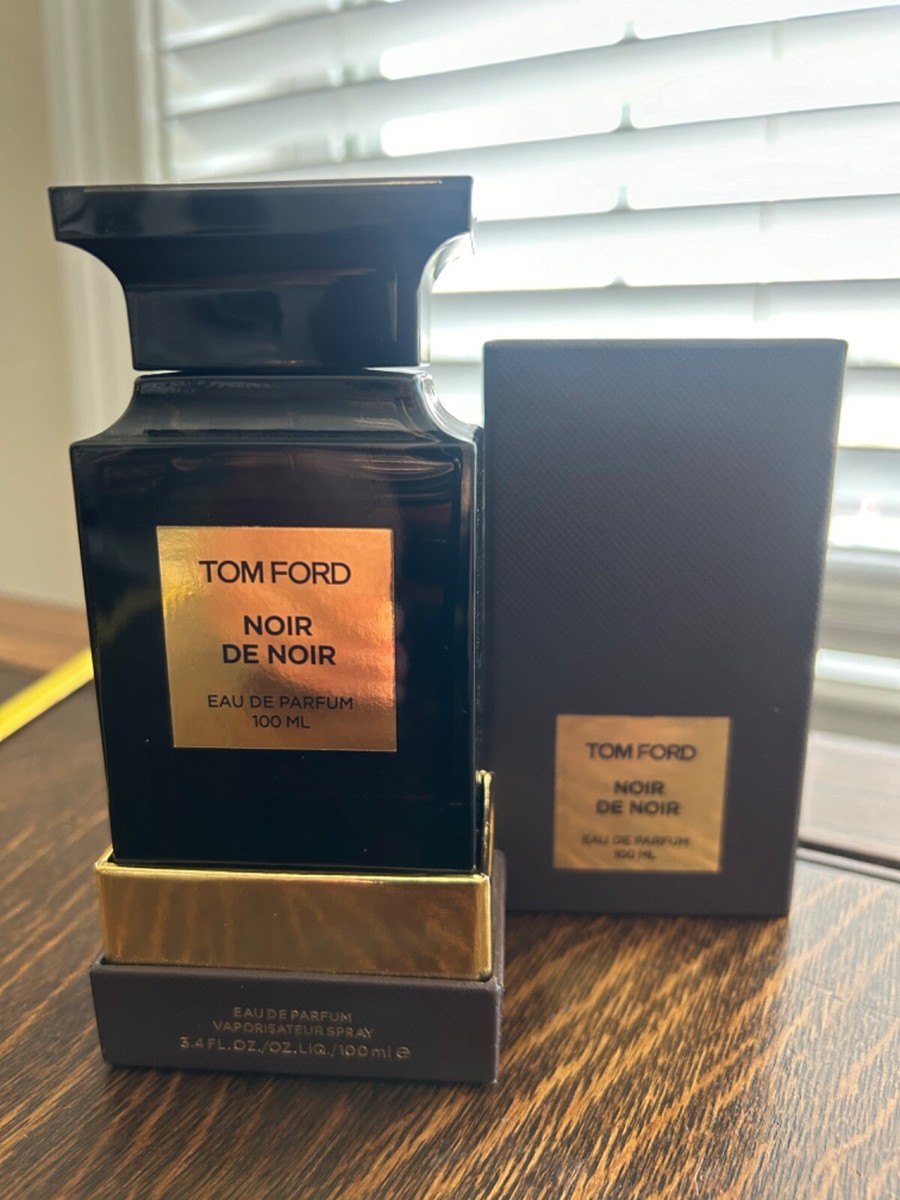 TOM FORD
NOIR
DE NOIR
EAU DE PARFUM
100 ML
EAU DE PARFUM
VAPORISATEUR SPRAY
3.4 FL.OZ./OZ.LIQ./100 ml ℮
TOM FORD
NOIR
DE NOIR
EAU DE PARFUM
100 ML